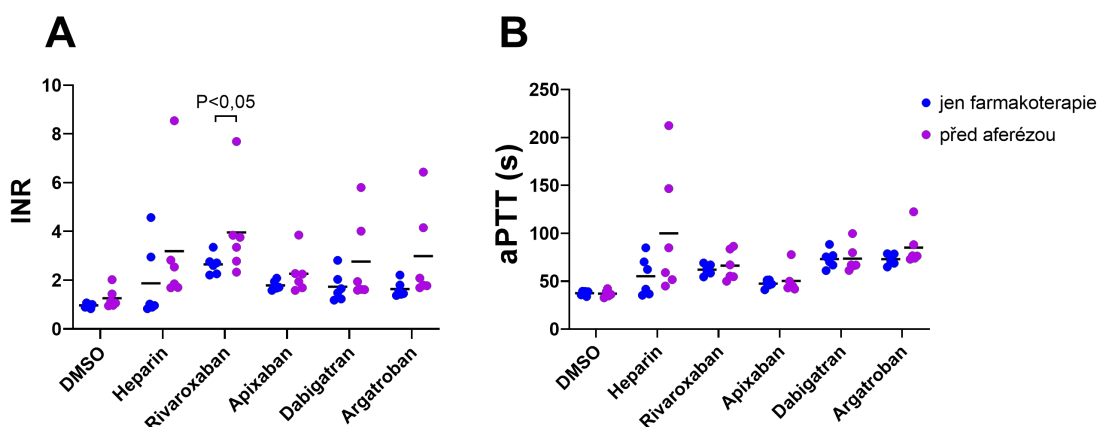 A
B
INR
10
8
6
4
2
0
P<0,05
DMSO
Heparin
Rivaroxaban
Apixaban
Dabigatran
Argatroban
aPTT (s)
250
200
150
100
50
0
DMSO
Heparin
Rivaroxaban
Apixaban
Dabigatran
Argatroban
jen farmakoterapie
před aferézou